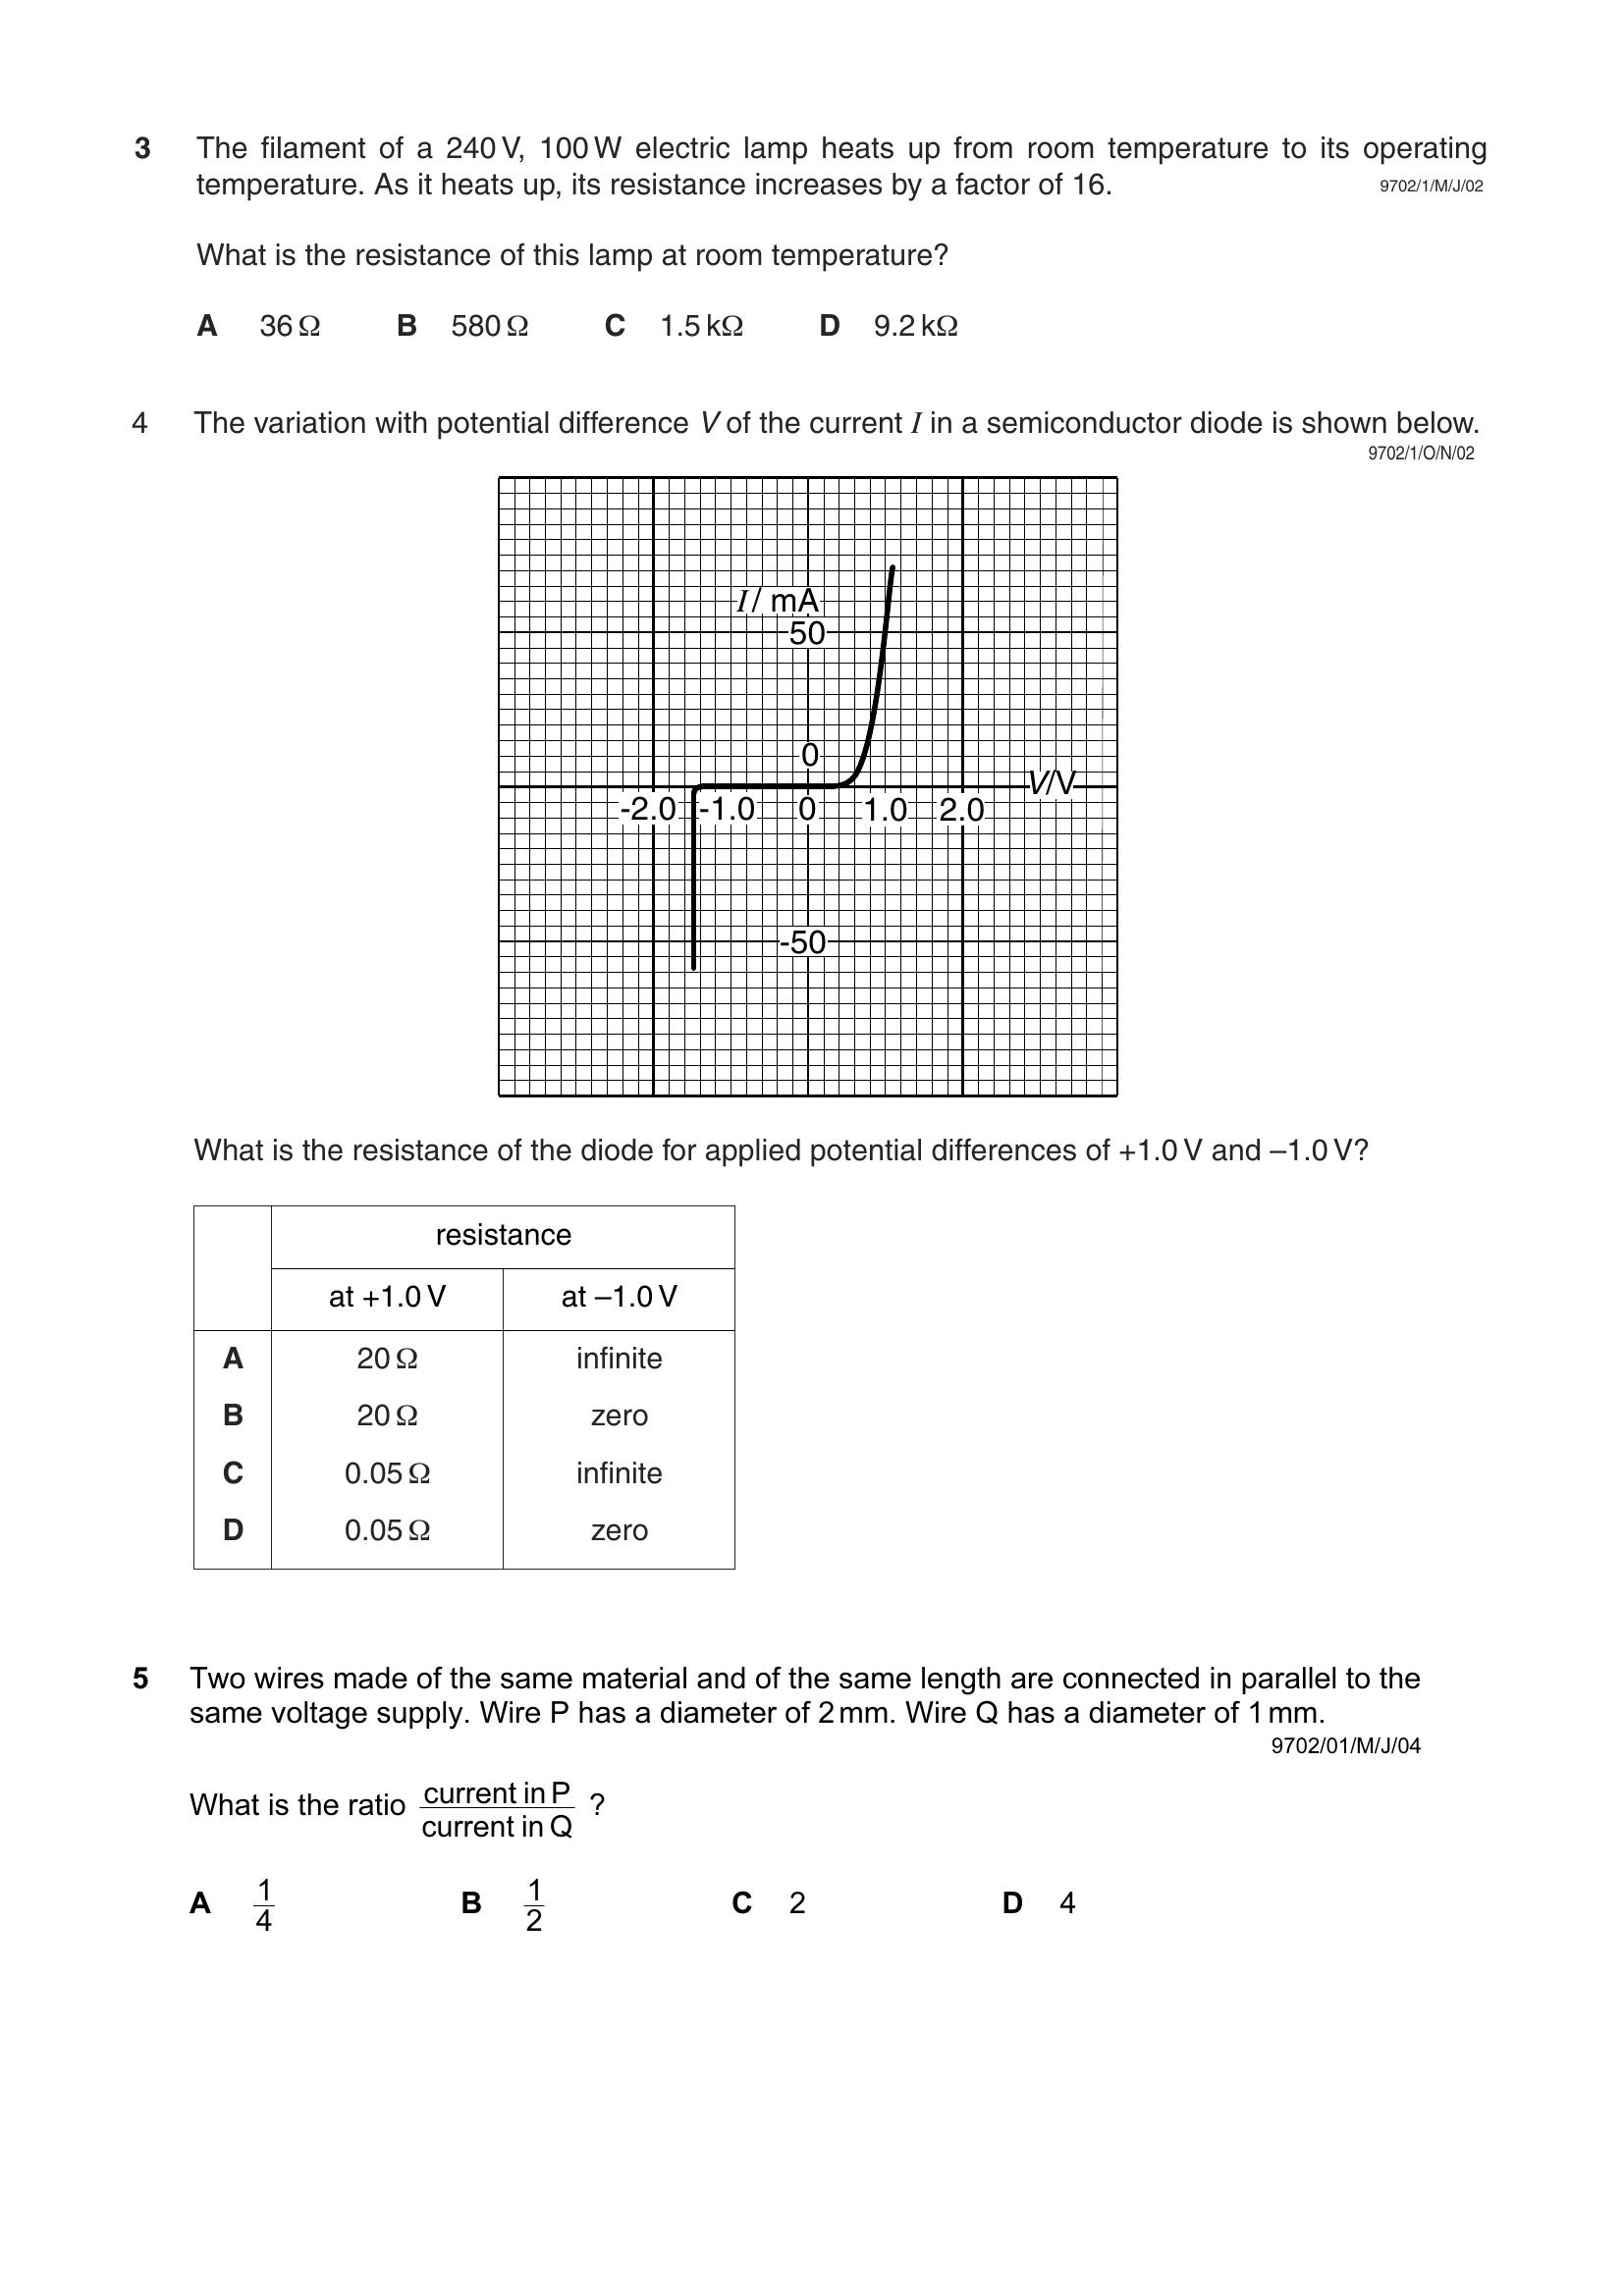 3 The filament of a 240 V, 100 W electric lamp heats up from room temperature to its operating
temperature. As it heats up, its resistance increases by a factor of 16.
9702/1/M/J/02
What is the resistance of this lamp at room temperature?
A 36 Ω B 580 Ω C 1.5 kΩ D 9.2 kΩ
4 The variation with potential difference V of the current I in a semiconductor diode is shown below.
9702/1/O/N/02
I / mA
50
0
V/V
-2.0 -1.0 0 1.0 2.0
-50
What is the resistance of the diode for applied potential differences of +1.0 V and –1.0 V?
resistance
at +1.0 V at –1.0 V
A 20 Ω infinite
B 20 Ω zero
C 0.05 Ω infinite
D 0.05 Ω zero
5 Two wires made of the same material and of the same length are connected in parallel to the
same voltage supply. Wire P has a diameter of 2 mm. Wire Q has a diameter of 1 mm.
9702/01/M/J/04
What is the ratio current in P / current in Q ?
A 1/4 B 1/2 C 2 D 4